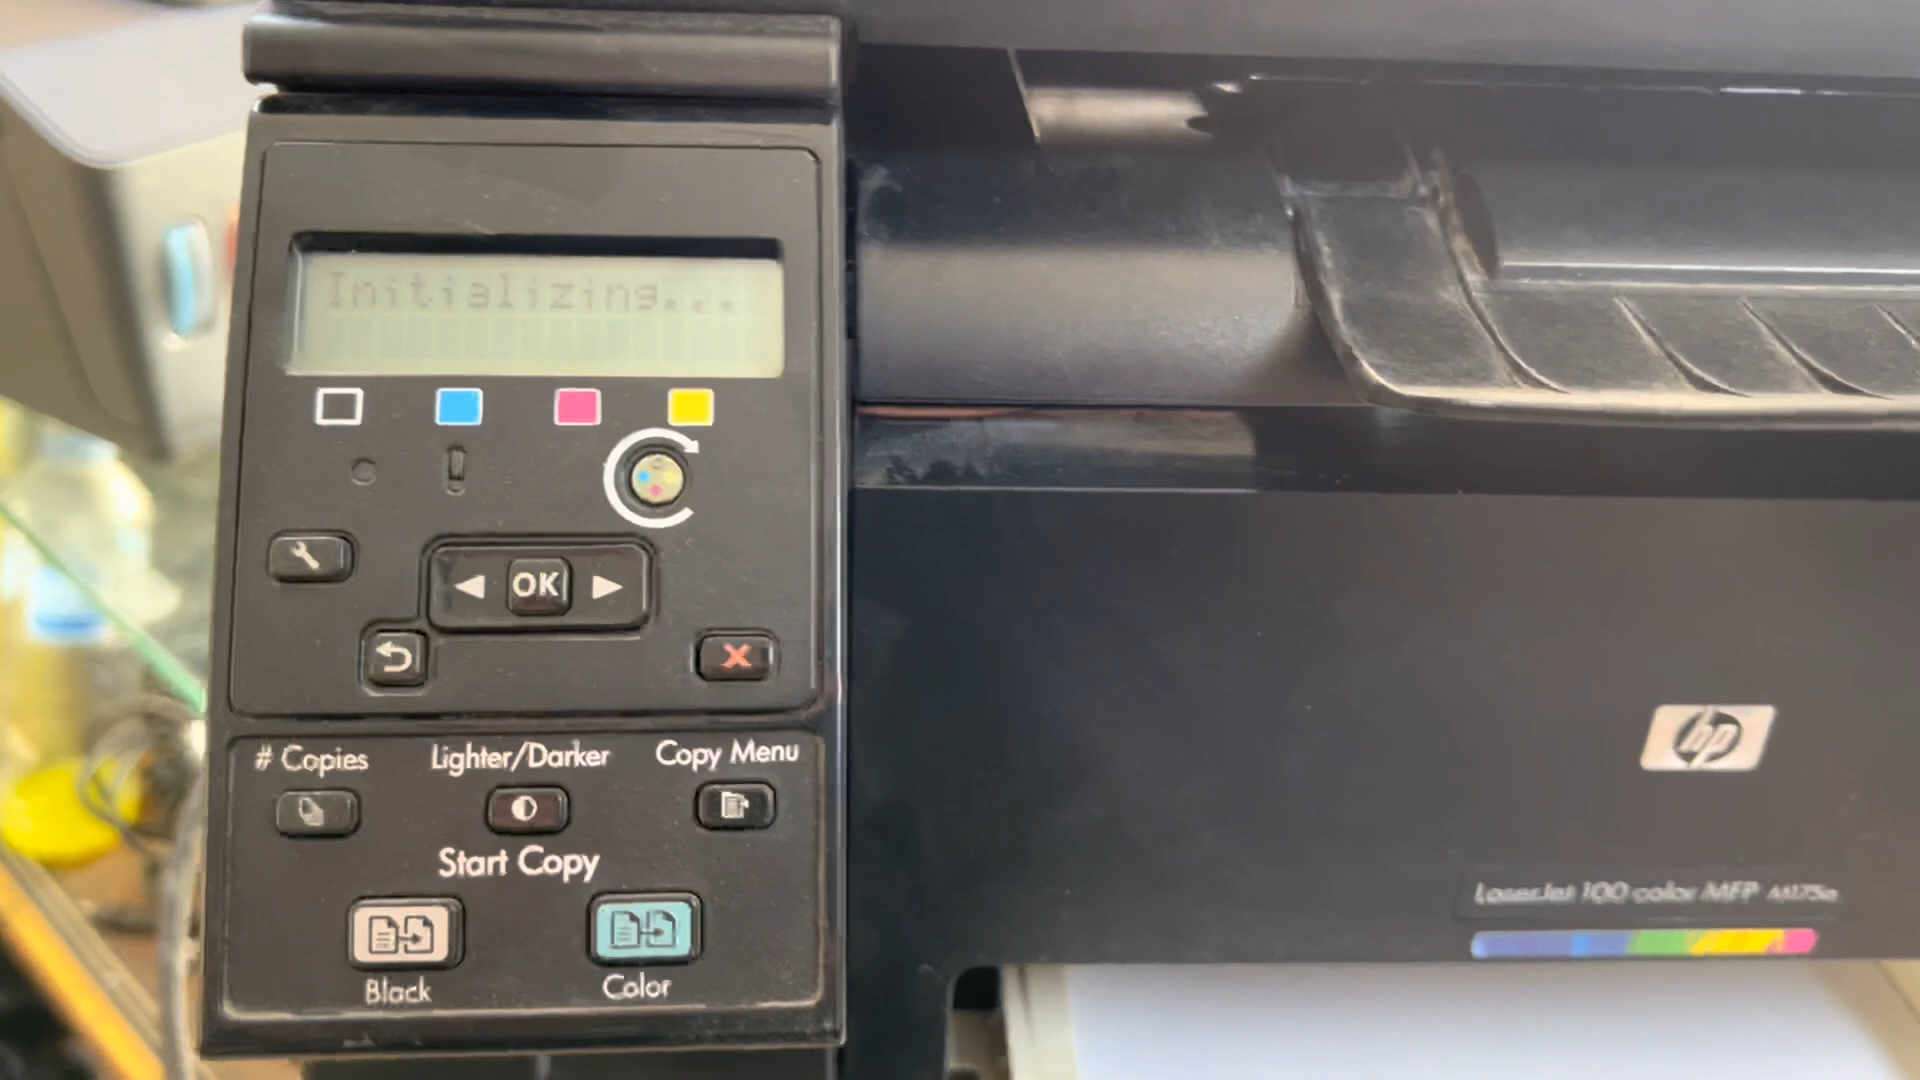 Initializing...
OK
# Copies Lighter/Darker Copy Menu
Start Copy
Black Color
hp
LaserJet 100 color MFP M175a